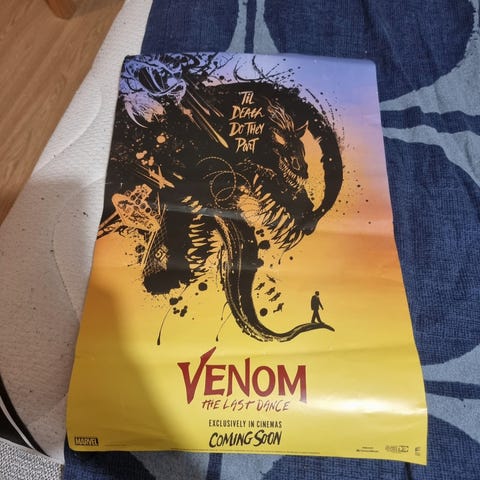 'TIL
DEATH
DO THEY
PART
VENOM
THE LAST DANCE
EXCLUSIVELY IN CINEMAS
COMING SOON
MARVEL